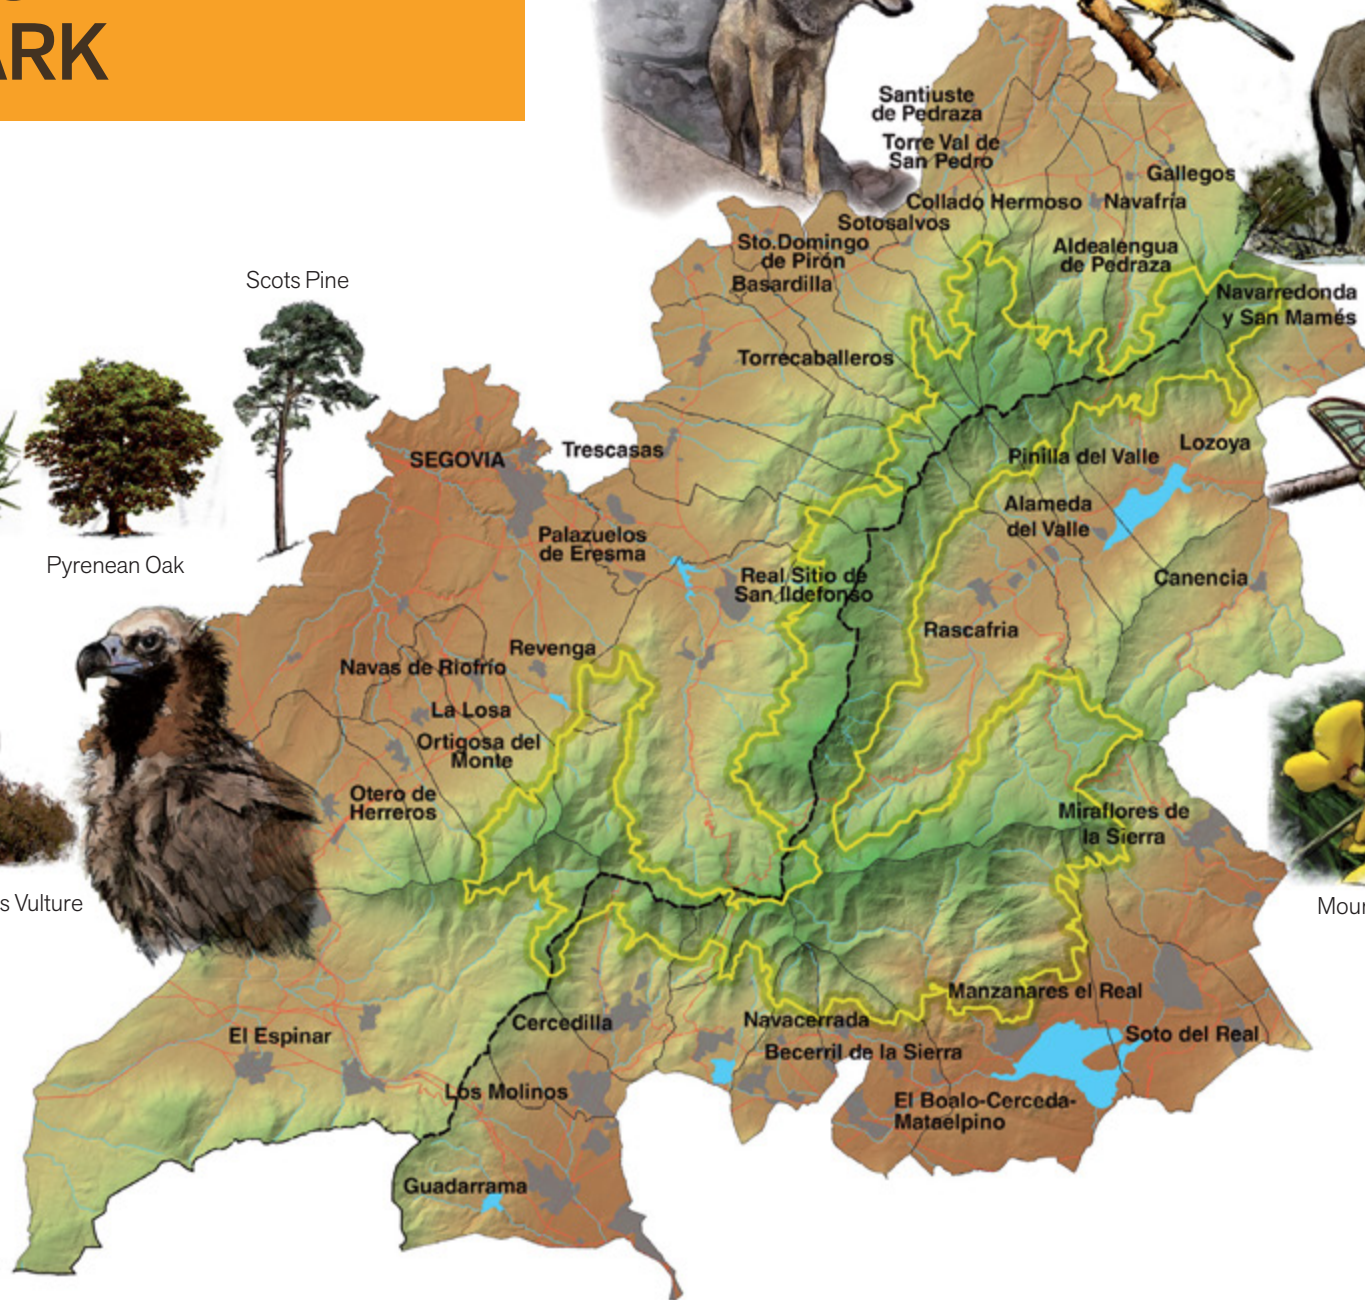 ARK
Santiuste
de Pedraza
Torre Val de
San Pedro
Gallegos
Collado Hermoso
Navafría
Sotosalvos
Sto.Domingo
de Pirón
Aldealengua
de Pedraza
Basardilla
Scots Pine
Navarredonda
y San Mamés
Torrecaballeros
Lozoya
Trescasas
Pinilla del Valle
SEGOVIA
Alameda
del Valle
Palazuelos
de Eresma
Pyrenean Oak
Real Sitio de
San Ildefonso
Canencia
Rascafria
Revenga
Navas de Riofrío
La Losa
Ortigosa del
Monte
Otero de
Herreros
Miraflores de
la Sierra
s Vulture
Moun
Manzanares el Real
Cercedilla
Navacerrada
Soto del Real
El Espinar
Becerril de la Sierra
Los Molinos
El Boalo-Cerceda-
Mataelpino
Guadarrama